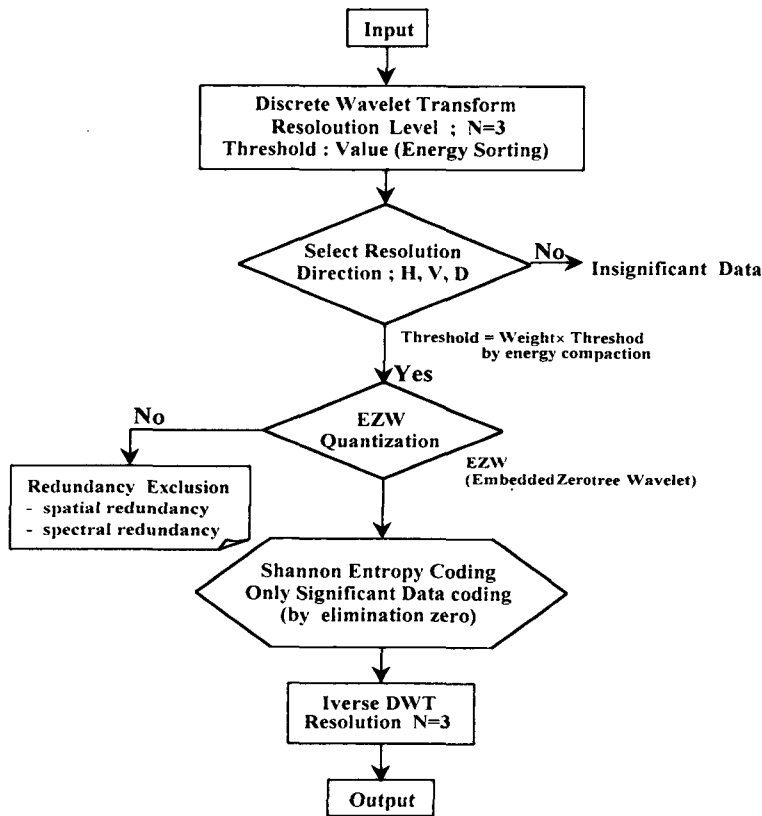 Input
Discrete Wavelet Transform
Resoloution Level ; N=3
Threshold : Value (Energy Sorting)
Select Resolution
Direction ; H, V, D
No
Insignificant Data
Threshold = Weight× Threshod
by energy compaction
Yes
EZW
Quantization
No
EZW
(Embedded Zerotree Wavelet)
Redundancy Exclusion
- spatial redundancy
- spectral redundancy
Shannon Entropy Coding
Only Significant Data coding
(by elimination zero)
Iverse DWT
Resolution N=3
Output